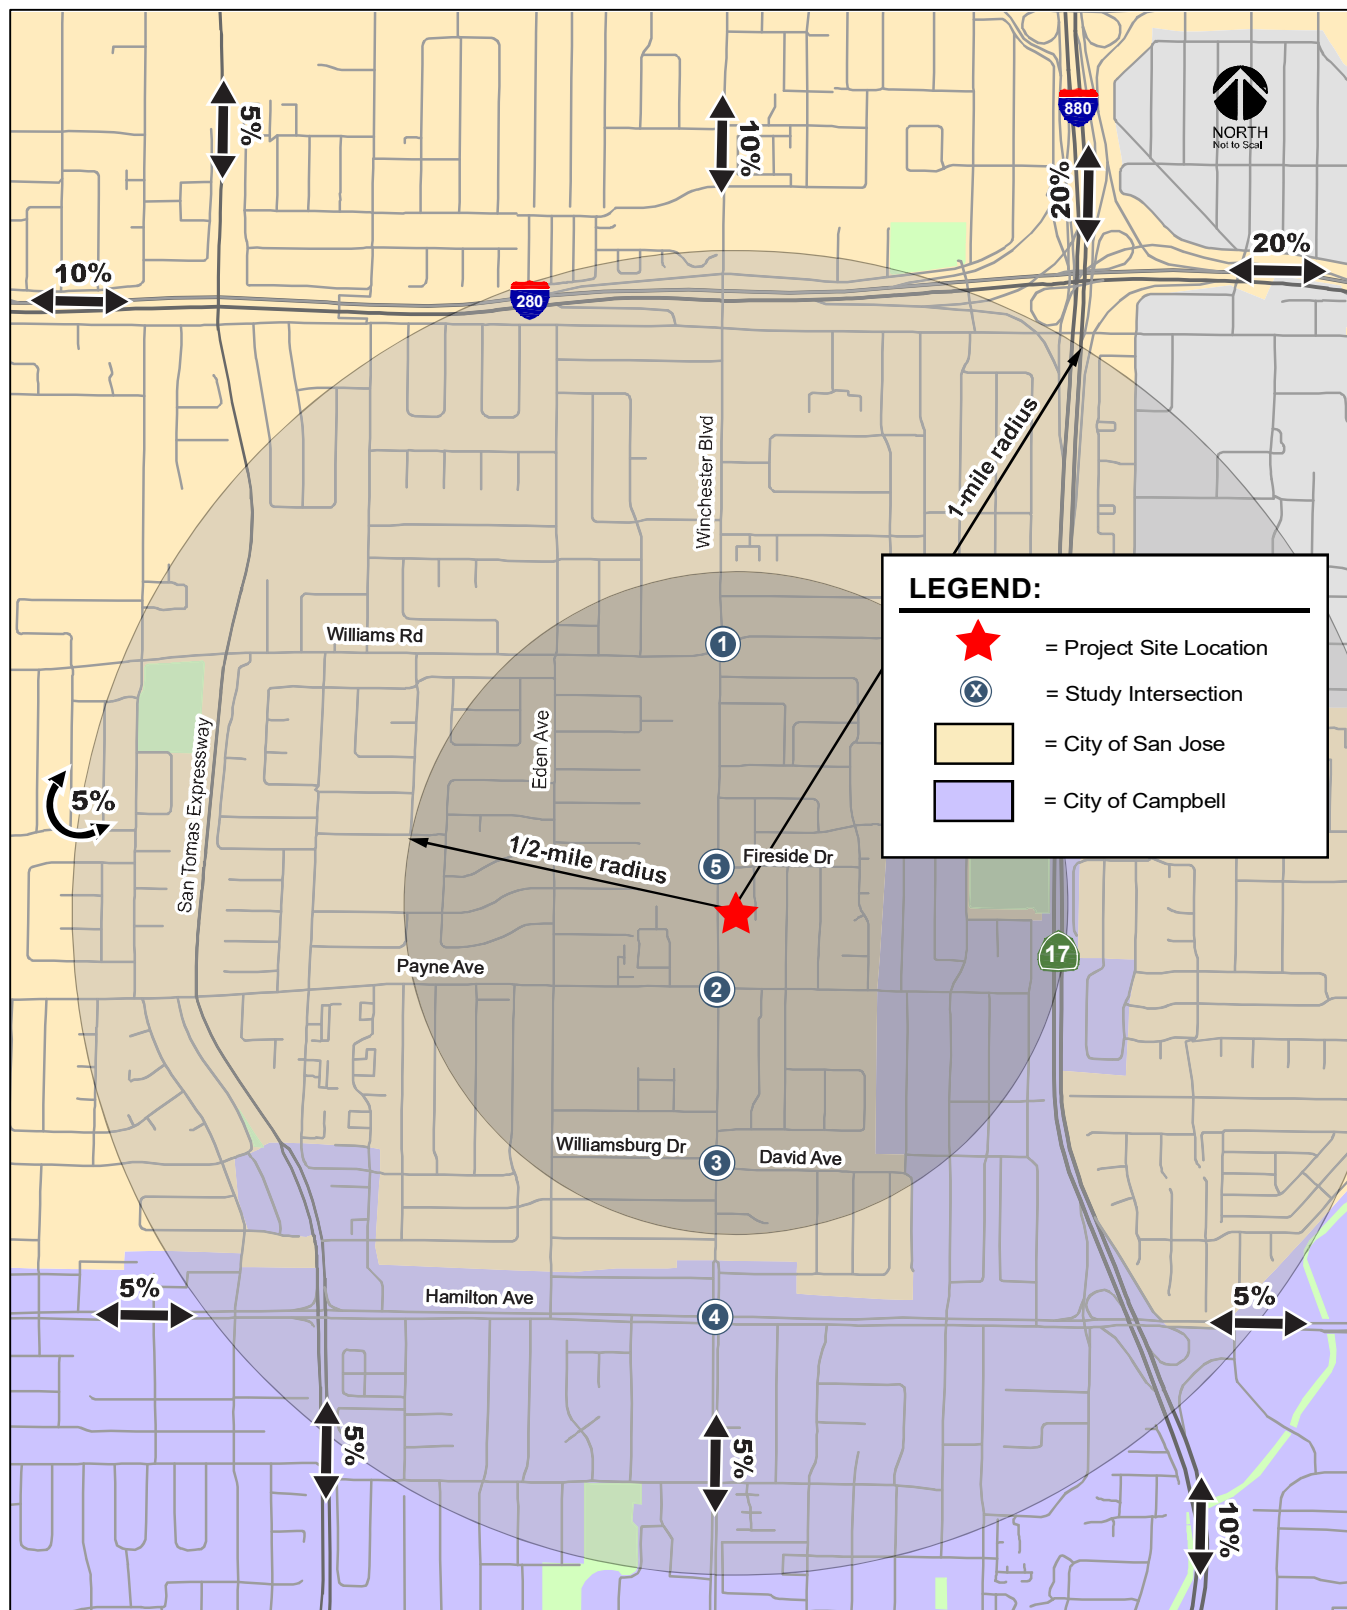 5%
10%
880
NORTH
Not to Scal
20%
20%
10%
280
1-mile radius
Winchester Blvd
LEGEND:
= Project Site Location
X
= Study Intersection
= City of San Jose
= City of Campbell
Williams Rd
1
Eden Ave
San Tomas Expressway
5%
1/2-mile radius
5
Fireside Dr
17
Payne Ave
2
Williamsburg Dr
3
David Ave
5%
Hamilton Ave
4
5%
5%
5%
10%